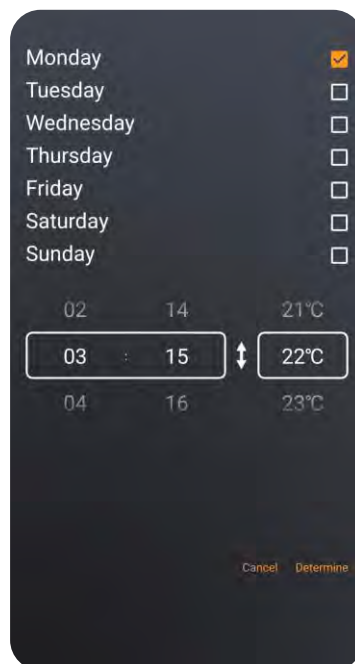 Monday
Tuesday
Wednesday
Thursday
Friday
Saturday
Sunday
02 14 21℃
03 : 15 22℃
04 16 23℃
Cancel Determine